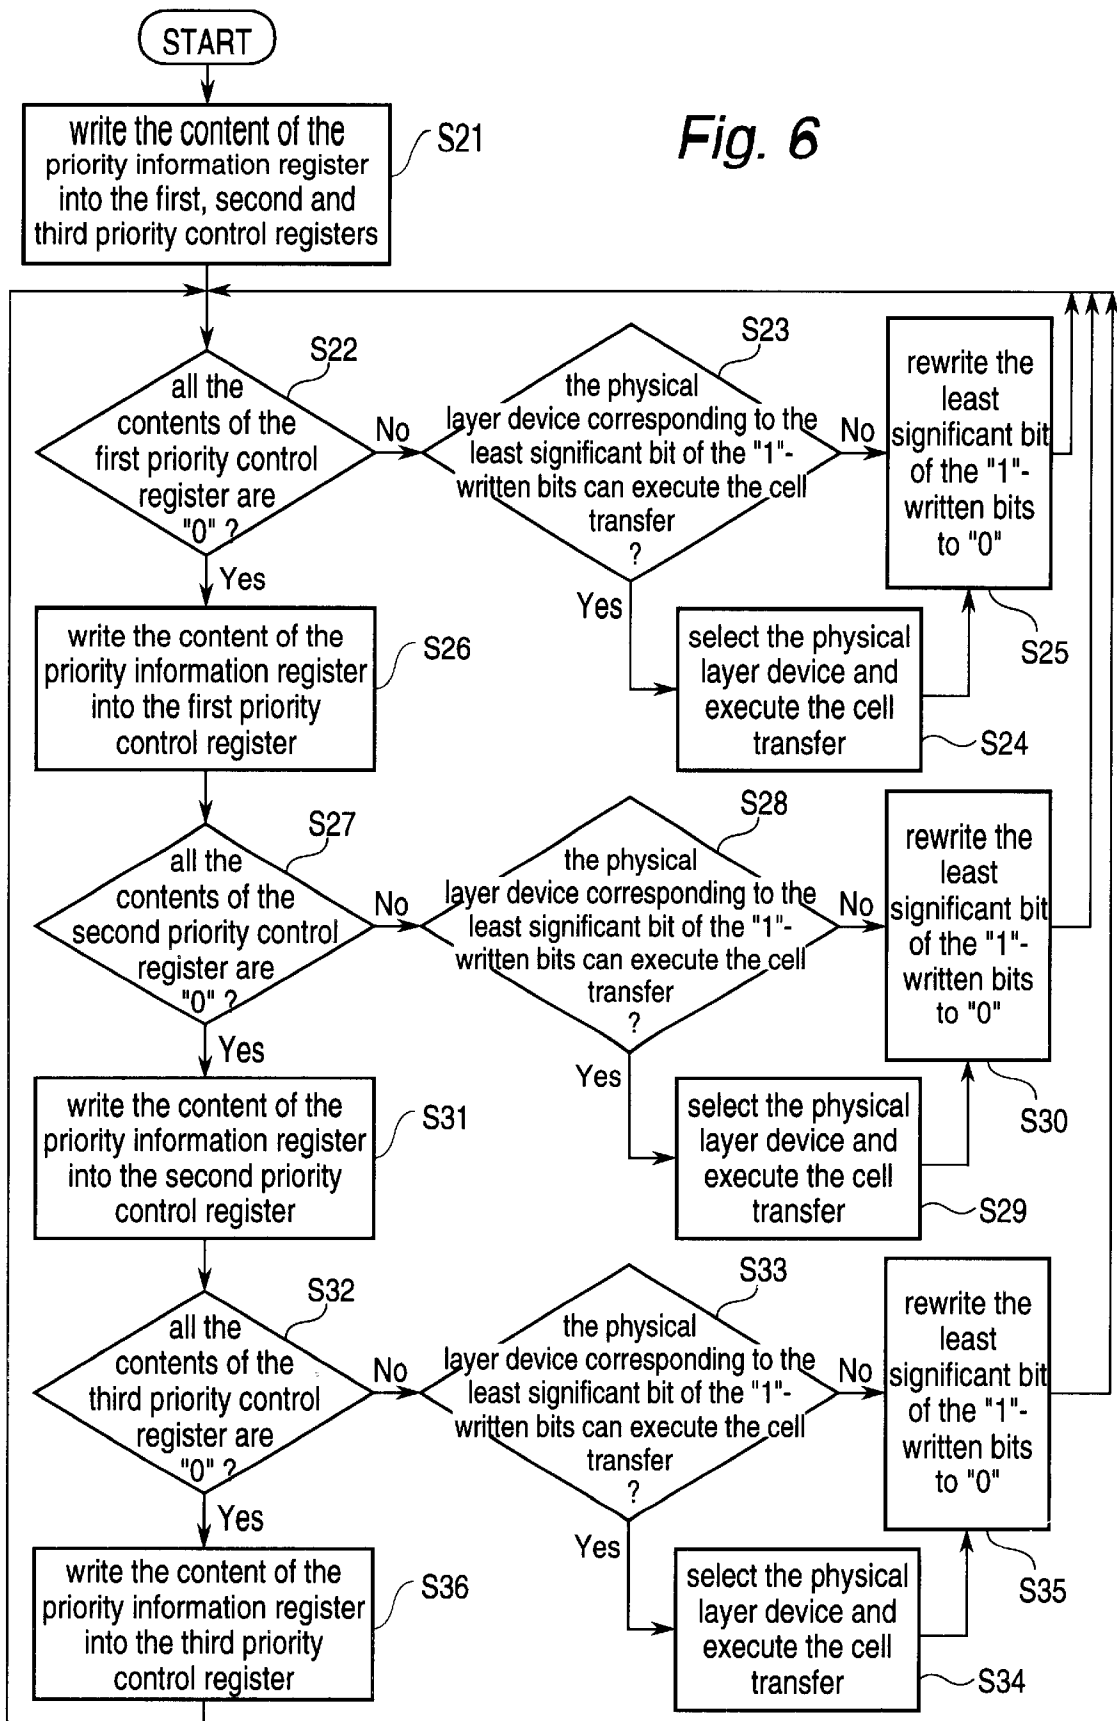 START
write the content of the
priority information register
into the first, second and
third priority control registers
S21
Fig. 6
all the
contents of the
first priority control
register are
"0" ?
S22
No
Yes
the physical
layer device corresponding to the
least significant bit of the "1"-
written bits can execute the cell
transfer
?
S23
No
Yes
rewrite the
least
significant bit
of the "1"-
written bits
to "0"
S25
select the physical
layer device and
execute the cell
transfer
S24
write the content of the
priority information register
into the first priority
control register
S26
all the
contents of the
second priority control
register are
"0" ?
S27
No
Yes
the physical
layer device corresponding to the
least significant bit of the "1"-
written bits can execute the cell
transfer
?
S28
No
Yes
rewrite the
least
significant bit
of the "1"-
written bits
to "0"
S30
select the physical
layer device and
execute the cell
transfer
S29
write the content of the
priority information register
into the second priority
control register
S31
all the
contents of the
third priority control
register are
"0" ?
S32
No
Yes
the physical
layer device corresponding to the
least significant bit of the "1"-
written bits can execute the cell
transfer
?
S33
No
Yes
rewrite the
least
significant bit
of the "1"-
written bits
to "0"
S35
select the physical
layer device and
execute the cell
transfer
S34
write the content of the
priority information register
into the third priority
control register
S36